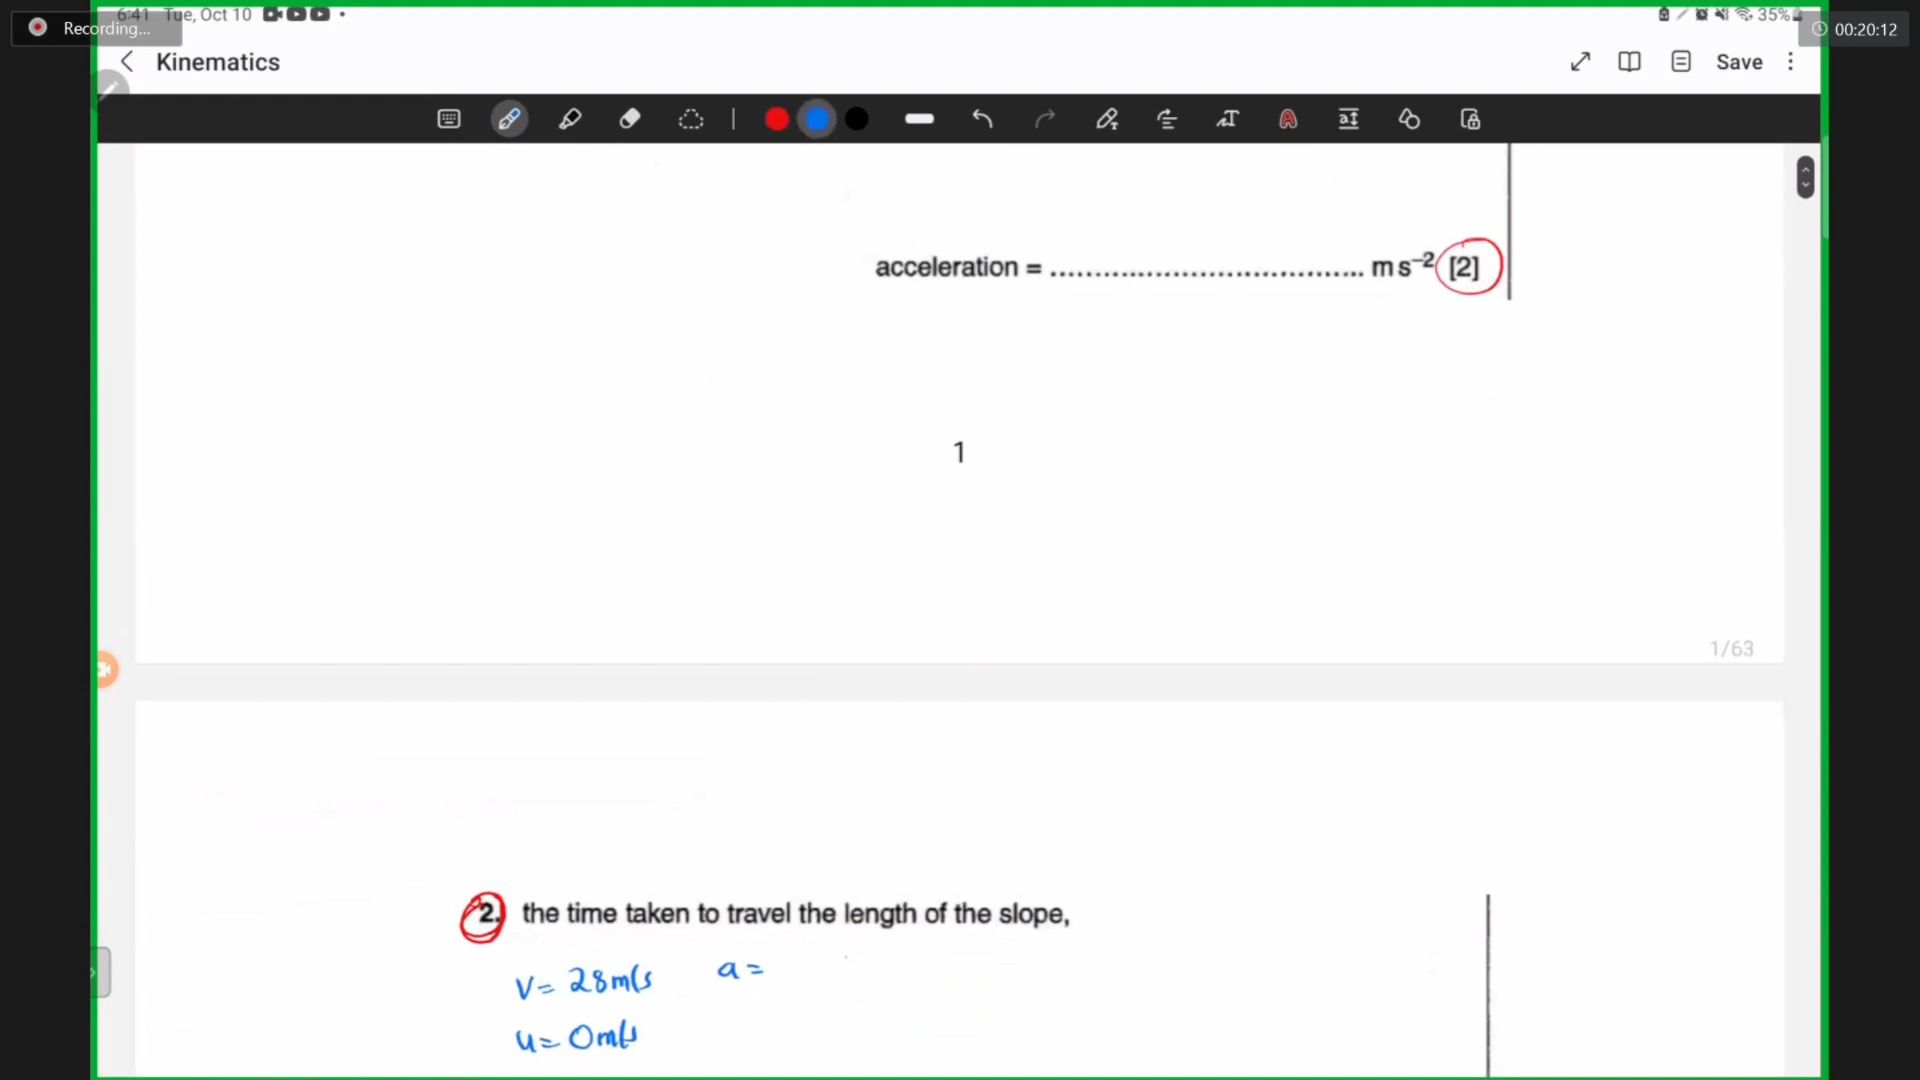 6:41 Tue, Oct 10
35%
Recording...
00:20:12
Kinematics
Save
acceleration = .................................. m s⁻² [2]
1
1/63
2. the time taken to travel the length of the slope,
v = 28m/s a =
u = 0m/s